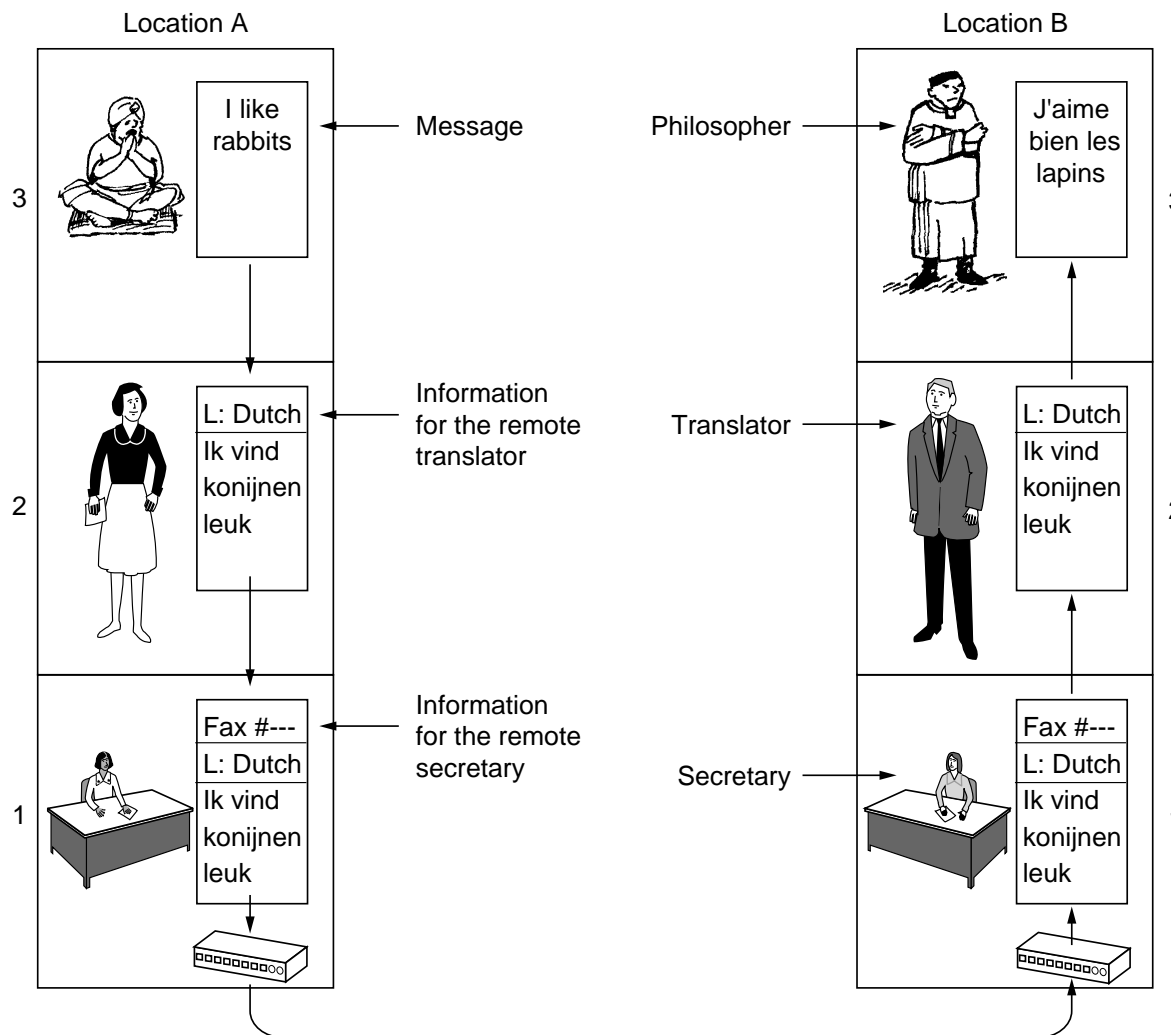 Location A
Location B
I like
rabbits
Message
Philosopher
J'aime
bien les
lapins
3
3
L: Dutch
Ik vind
konijnen
leuk
Information
for the remote
translator
Translator
L: Dutch
Ik vind
konijnen
leuk
2
2
Fax #---
L: Dutch
Ik vind
konijnen
leuk
Information
for the remote
secretary
Secretary
Fax #---
L: Dutch
Ik vind
konijnen
leuk
1